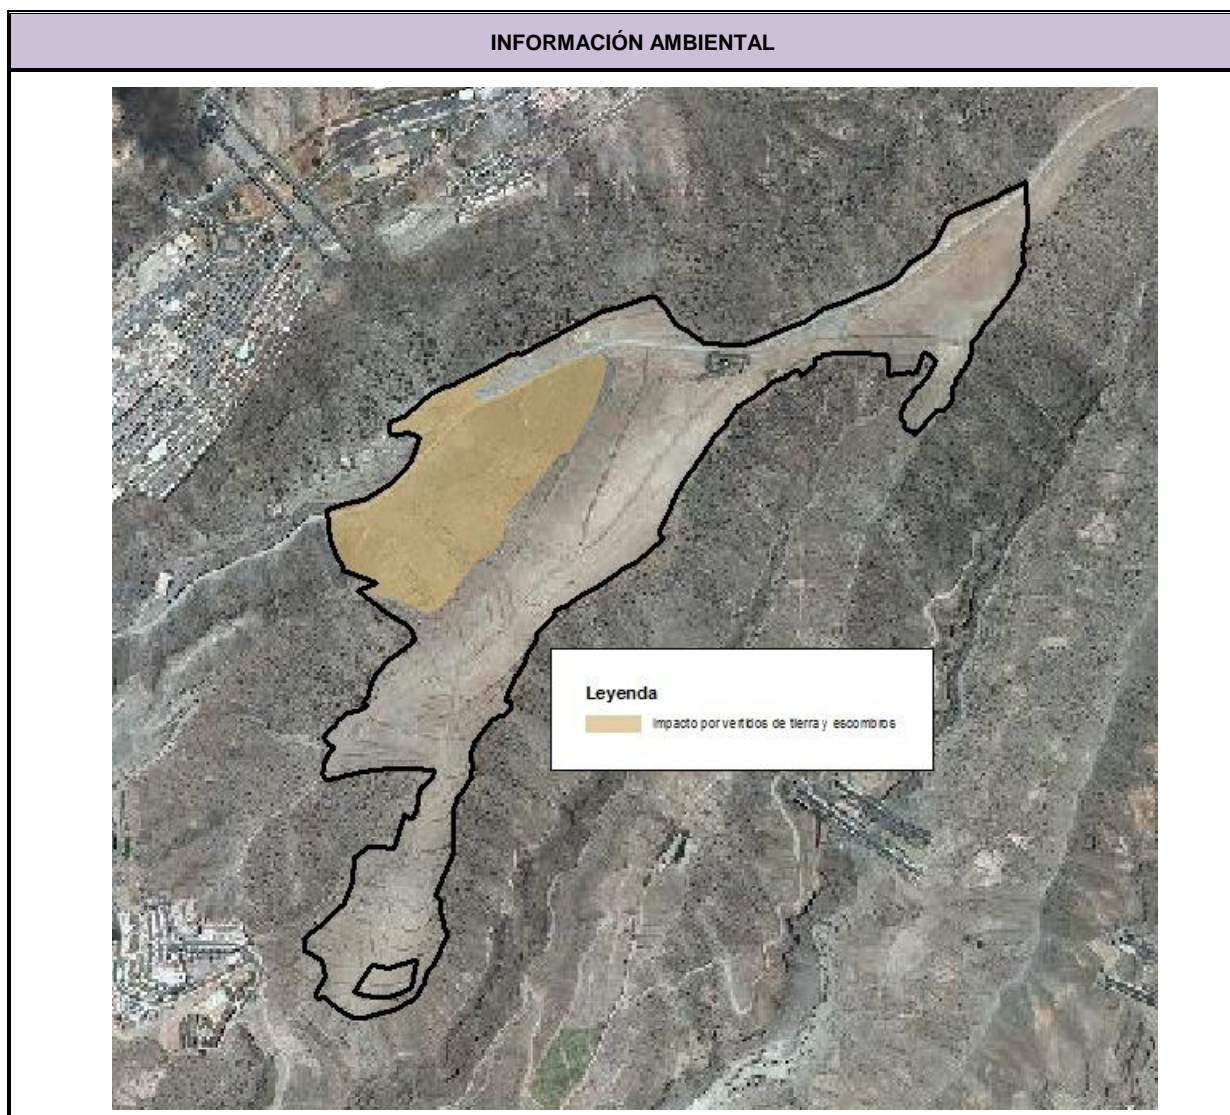 INFORMACIÓN AMBIENTAL
Leyenda
Impacto por vertidos de tierra y escombros